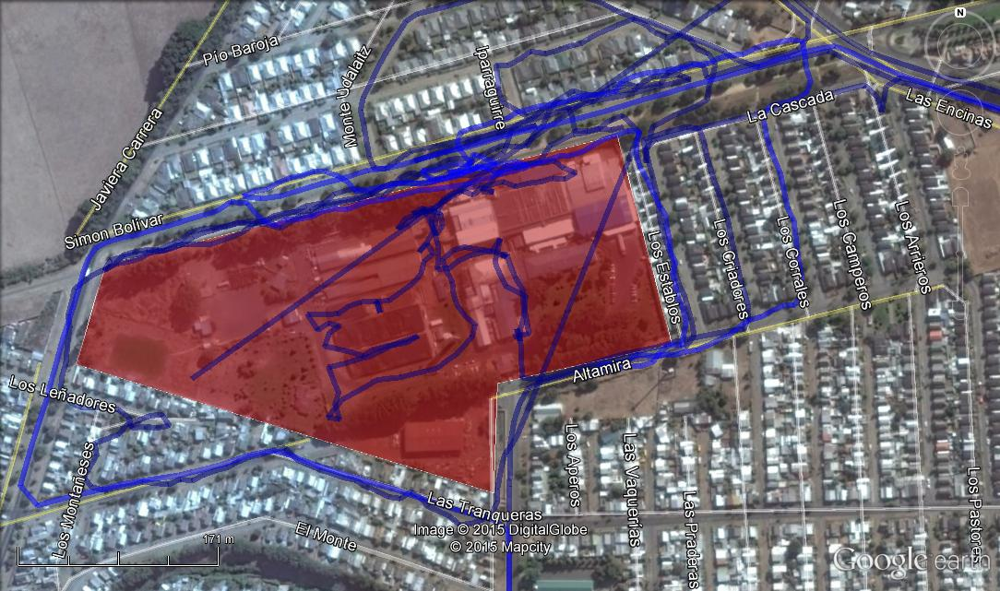 N
Pío Baroja
Monte Udalaitz
Iparraguirre
Javiera Carrera
La Cascada
Las Encinas
Simon Bolívar
Los Establos
Los Criadores
Los Corrales
Los Camperos
Los Arrieros
Altamira
Los Leñadores
Los Montañeses
Los Aperos
Las Vaqueritas
Las Praderas
Los Pastores
Las Tranqueras
El Monte
171 m
Image © 2015 DigitalGlobe
© 2015 Mapcity
Google earth